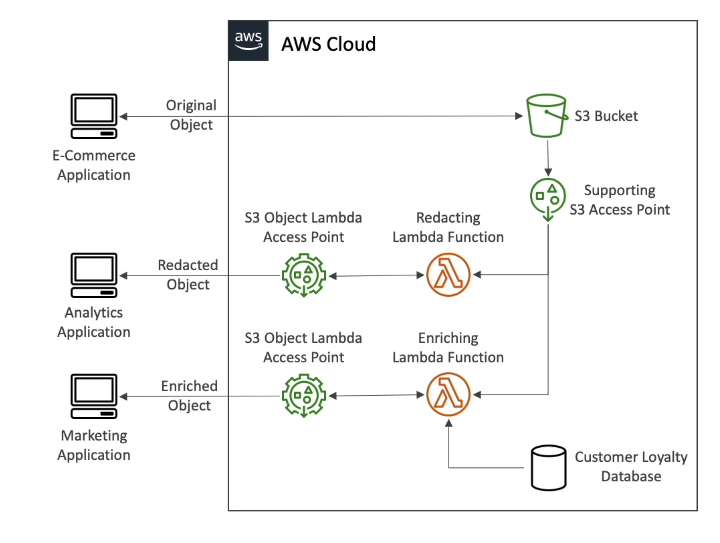 aws
AWS Cloud
Original
Object
S3 Bucket
E-Commerce
Application
Supporting
S3 Access Point
S3 Object Lambda
Access Point
Redacting
Lambda Function
Redacted
Object
Analytics
Application
S3 Object Lambda
Access Point
Enriching
Lambda Function
Enriched
Object
Marketing
Application
Customer Loyalty
Database